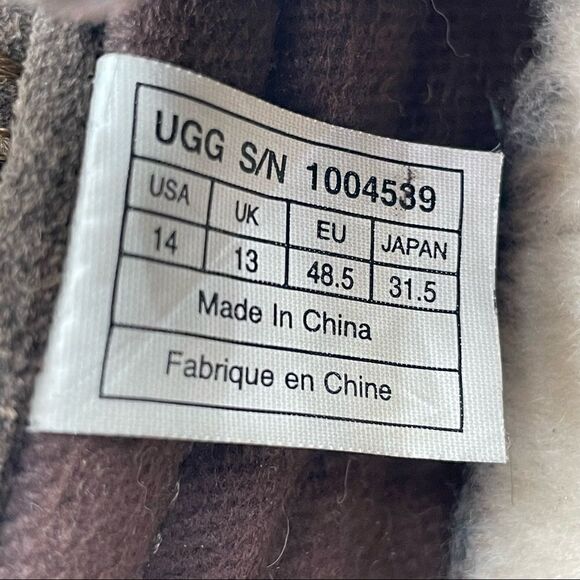 UGG S/N 1004539
USA UK EU JAPAN
14 13 48.5 31.5
Made In China
Fabrique en Chine